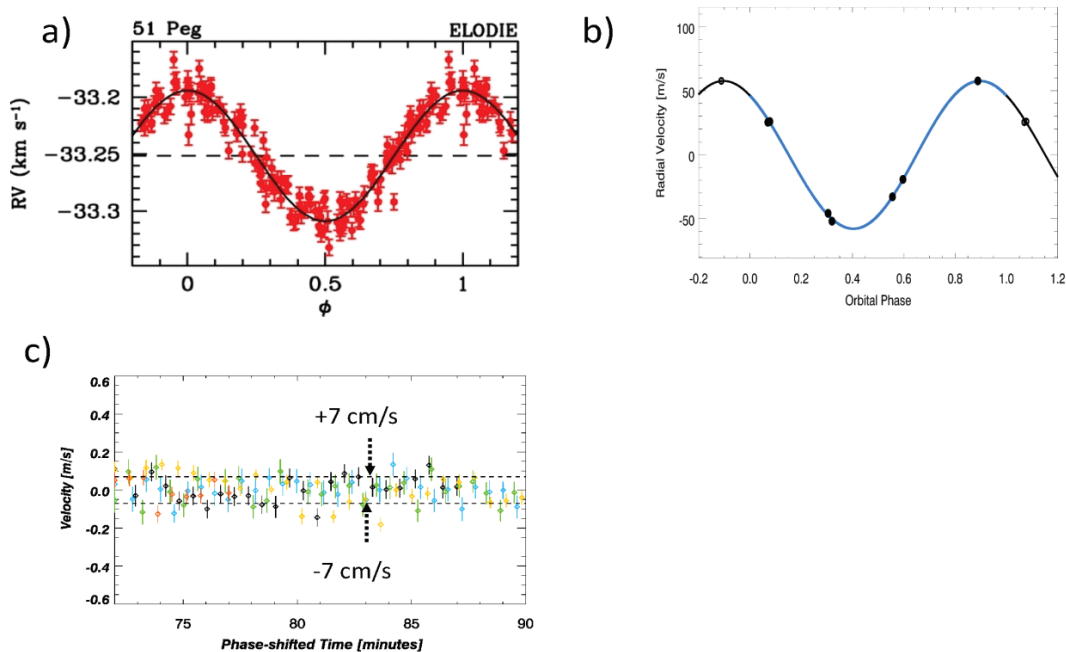 a)
51 Peg ELODIE
RV (km s⁻¹)
−33.2
−33.25
−33.3
0 0.5 1
ϕ
b)
Radial Velocity [m/s]
100
50
0
-50
-0.2 0.0 0.2 0.4 0.6 0.8 1.0 1.2
Orbital Phase
c)
Velocity [m/s]
0.6
0.4
0.2
0.0
-0.2
-0.4
-0.6
+7 cm/s
-7 cm/s
75 80 85 90
Phase-shifted Time [minutes]